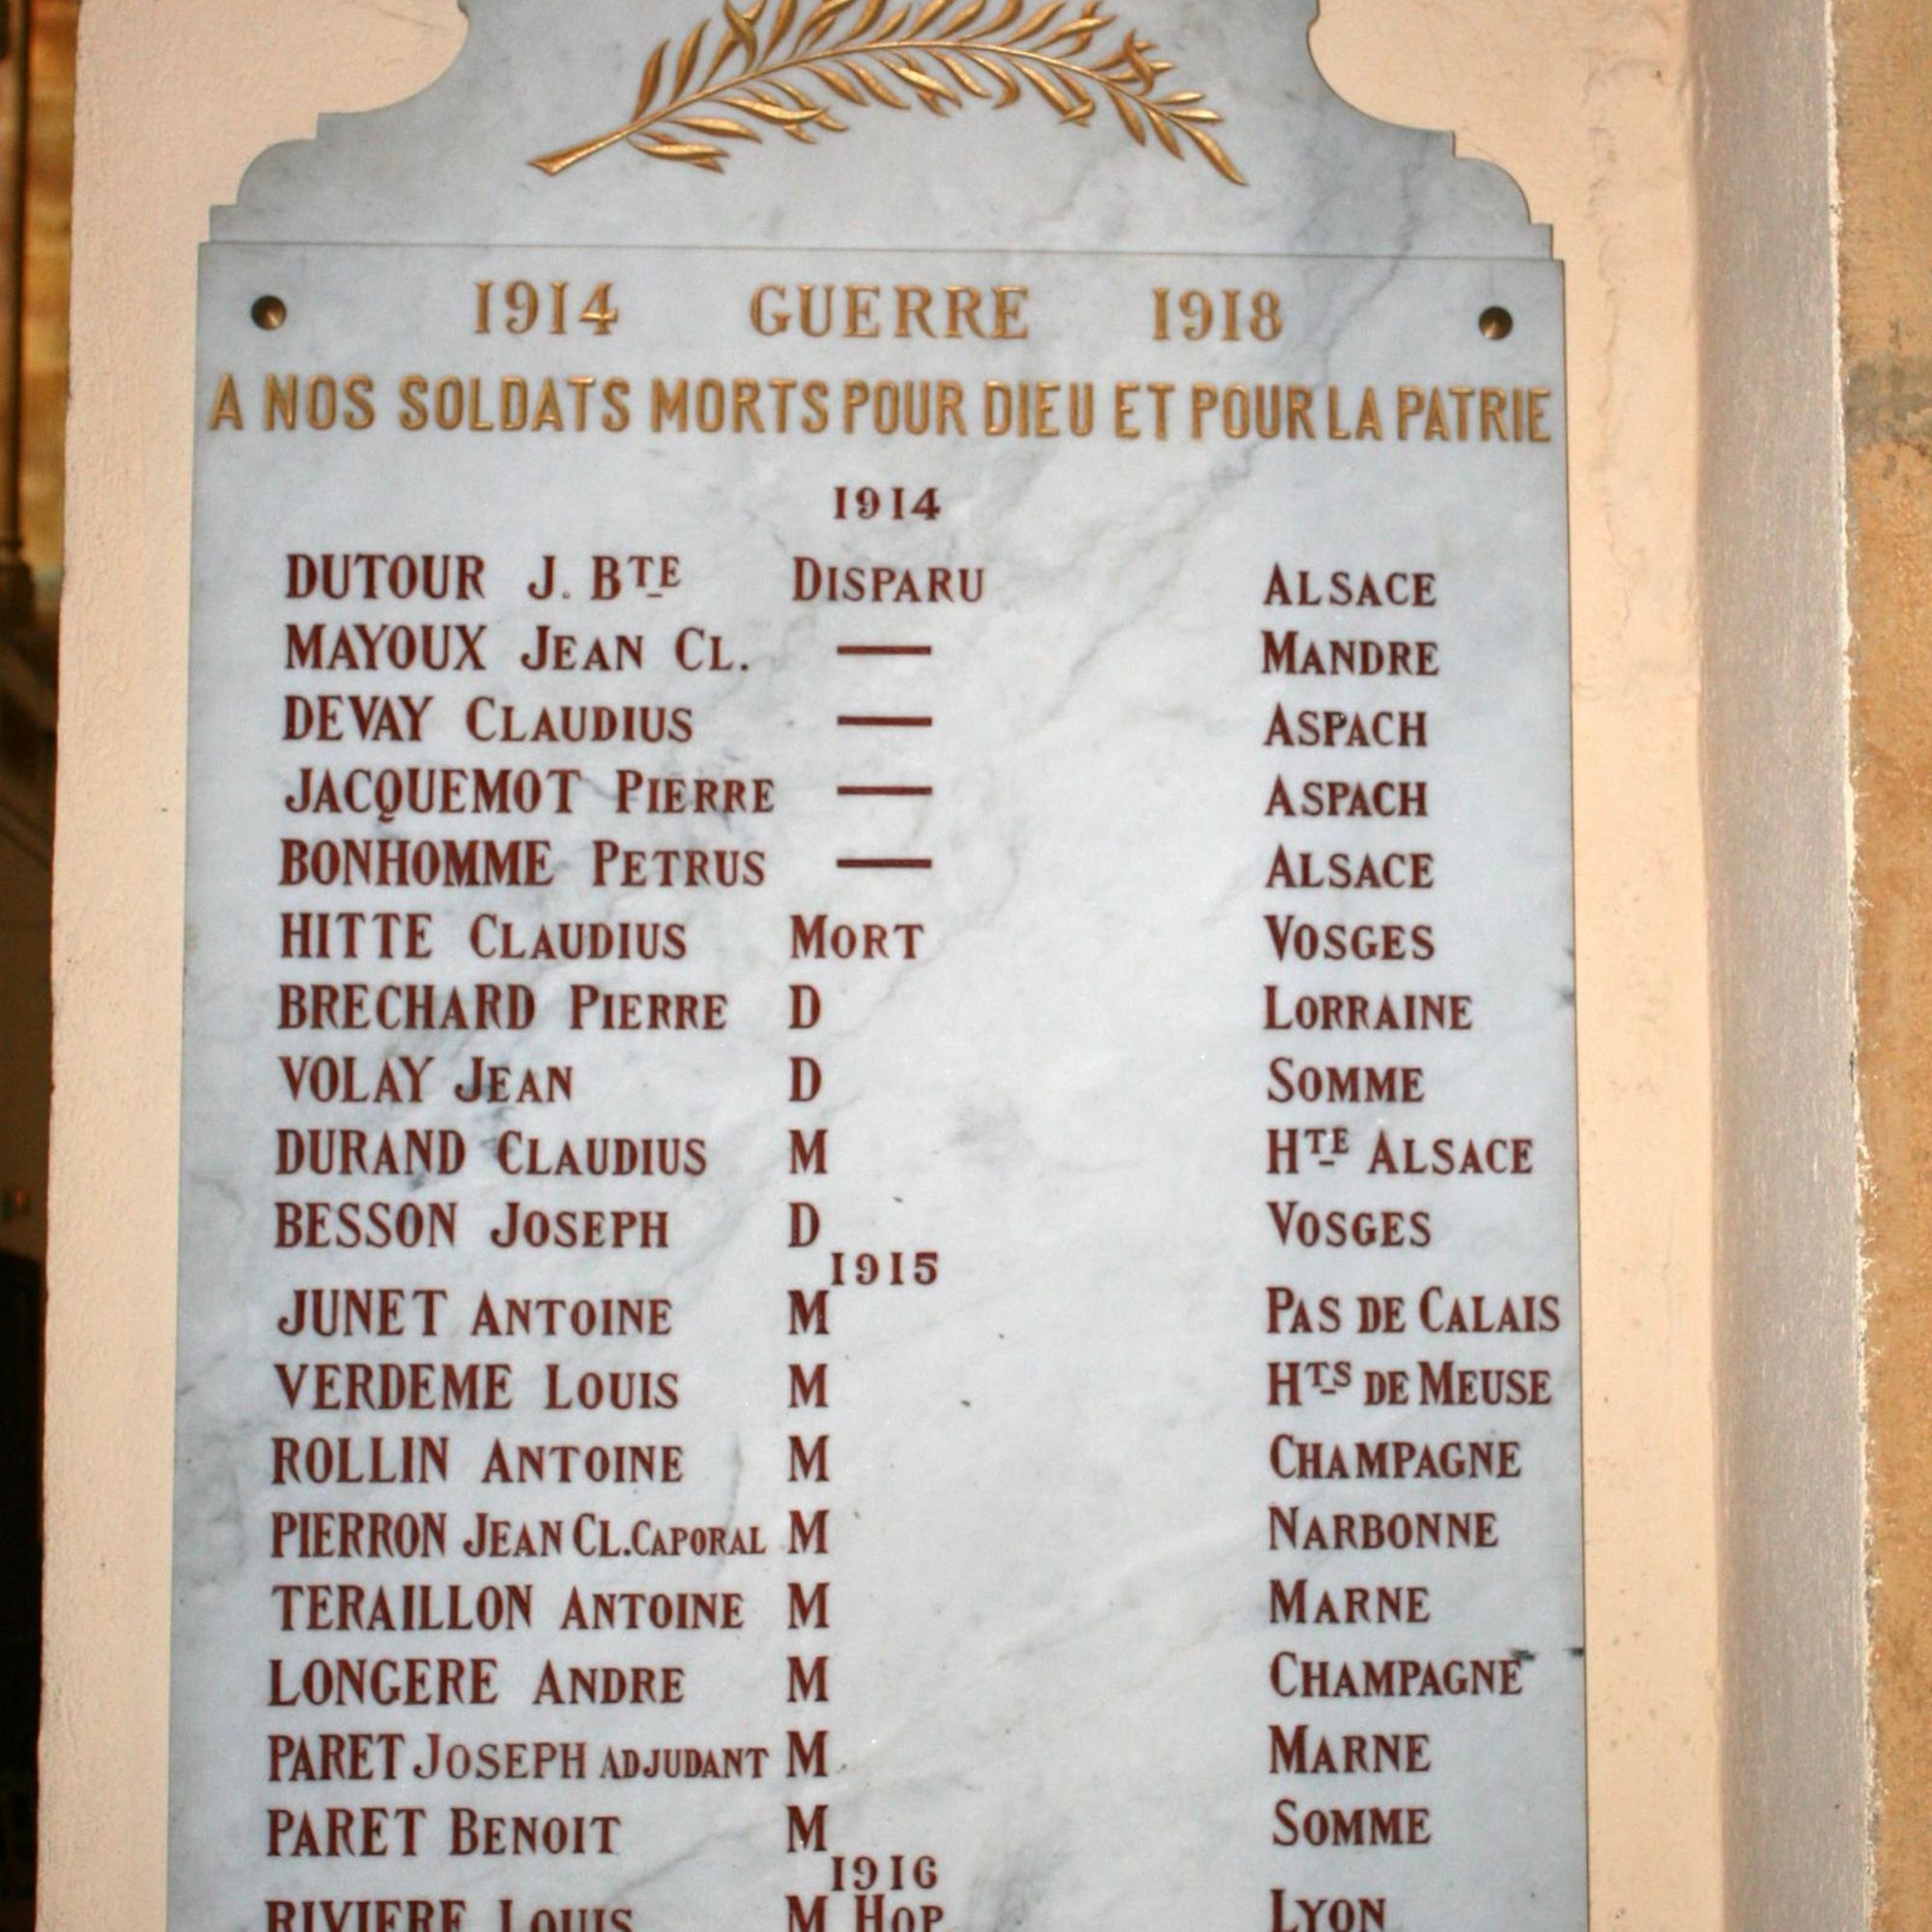 1914 GUERRE 1918
A NOS SOLDATS MORTS POUR DIEU ET POUR LA PATRIE
1914
DUTOUR J. BTE DISPARU ALSACE
MAYOUX JEAN CL. — MANDRE
DEVAY CLAUDIUS — ASPACH
JACQUEMOT PIERRE — ASPACH
BONHOMME PETRUS — ALSACE
HITTE CLAUDIUS MORT VOSGES
BRECHARD PIERRE D LORRAINE
VOLAY JEAN D SOMME
DURAND CLAUDIUS M HTE ALSACE
BESSON JOSEPH D VOSGES
1915
JUNET ANTOINE M PAS DE CALAIS
VERDEME LOUIS M HTS DE MEUSE
ROLLIN ANTOINE M CHAMPAGNE
PIERRON JEAN CL. CAPORAL M NARBONNE
TERAILLON ANTOINE M MARNE
LONGERE ANDRE M CHAMPAGNE
PARET JOSEPH ADJUDANT M MARNE
PARET BENOIT M SOMME
1916
RIVIERE LOUIS M HOP LYON